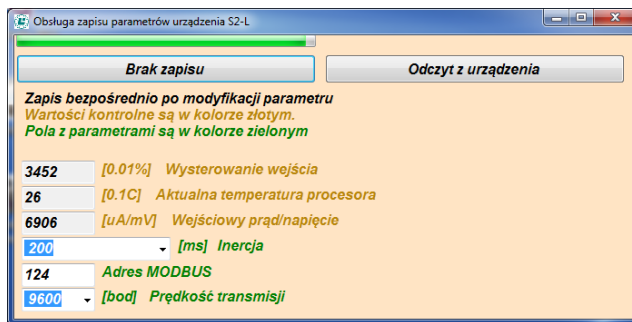 Obsługa zapisu parametrów urządzenia S2-L
Brak zapisu Odczyt z urządzenia
Zapis bezpośrednio po modyfikacji parametru
Wartości kontrolne są w kolorze złotym.
Pola z parametrami są w kolorze zielonym
3452 [0.01%] Wysterowanie wejścia
26 [0.1C] Aktualna temperatura procesora
6906 [uA/mV] Wejściowy prąd/napięcie
200 [ms] Inercja
124 Adres MODBUS
9600 [bod] Prędkość transmisji